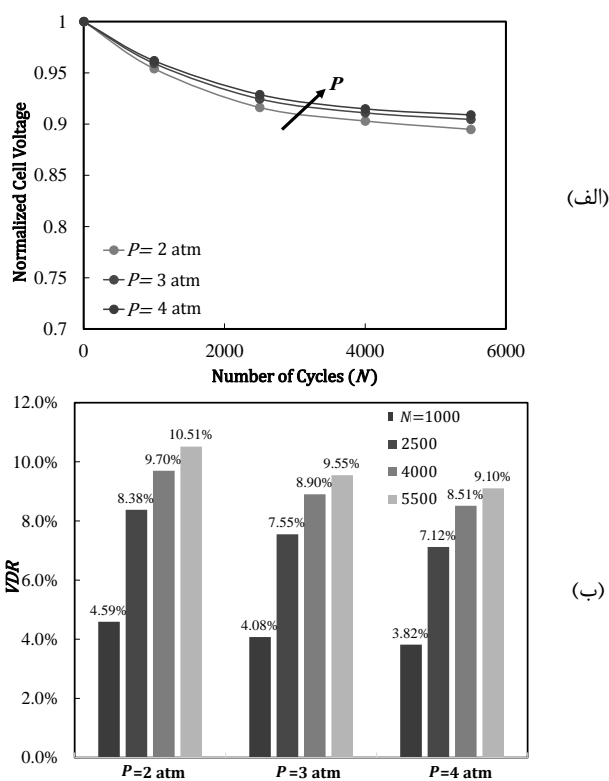 1
0.95
0.9
0.85
0.8
0.75
0.7
Normalized Cell Voltage
P
P= 2 atm
P= 3 atm
P= 4 atm
0
2000
4000
6000
Number of Cycles (N)
(الف)
12.0%
10.0%
8.0%
6.0%
4.0%
2.0%
0.0%
VDR
N=1000
2500
4000
5500
4.59%
8.38%
9.70%
10.51%
4.08%
7.55%
8.90%
9.55%
3.82%
7.12%
8.51%
9.10%
P=2 atm
P=3 atm
P=4 atm
(ب)